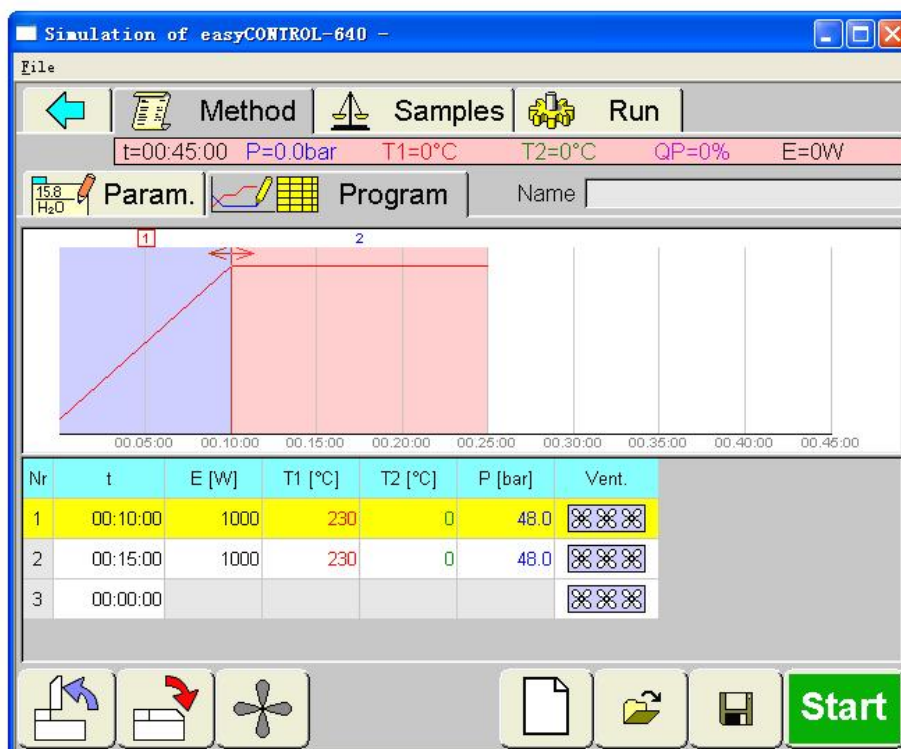 Simulation of easyCONTROL-640 -
File
Method Samples Run
t=00:45:00 P=0.0bar T1=0°C T2=0°C QP=0% E=0W
15.8 H₂O Param. Program Name
1 2
00.05:00 00.10:00 00.15:00 00.20:00 00.25:00 00.30:00 00.35:00 00.40:00 00.45:00
Nr t E [W] T1 [°C] T2 [°C] P [bar] Vent.
1 00:10:00 1000 230 0 48.0
2 00:15:00 1000 230 0 48.0
3 00:00:00
Start